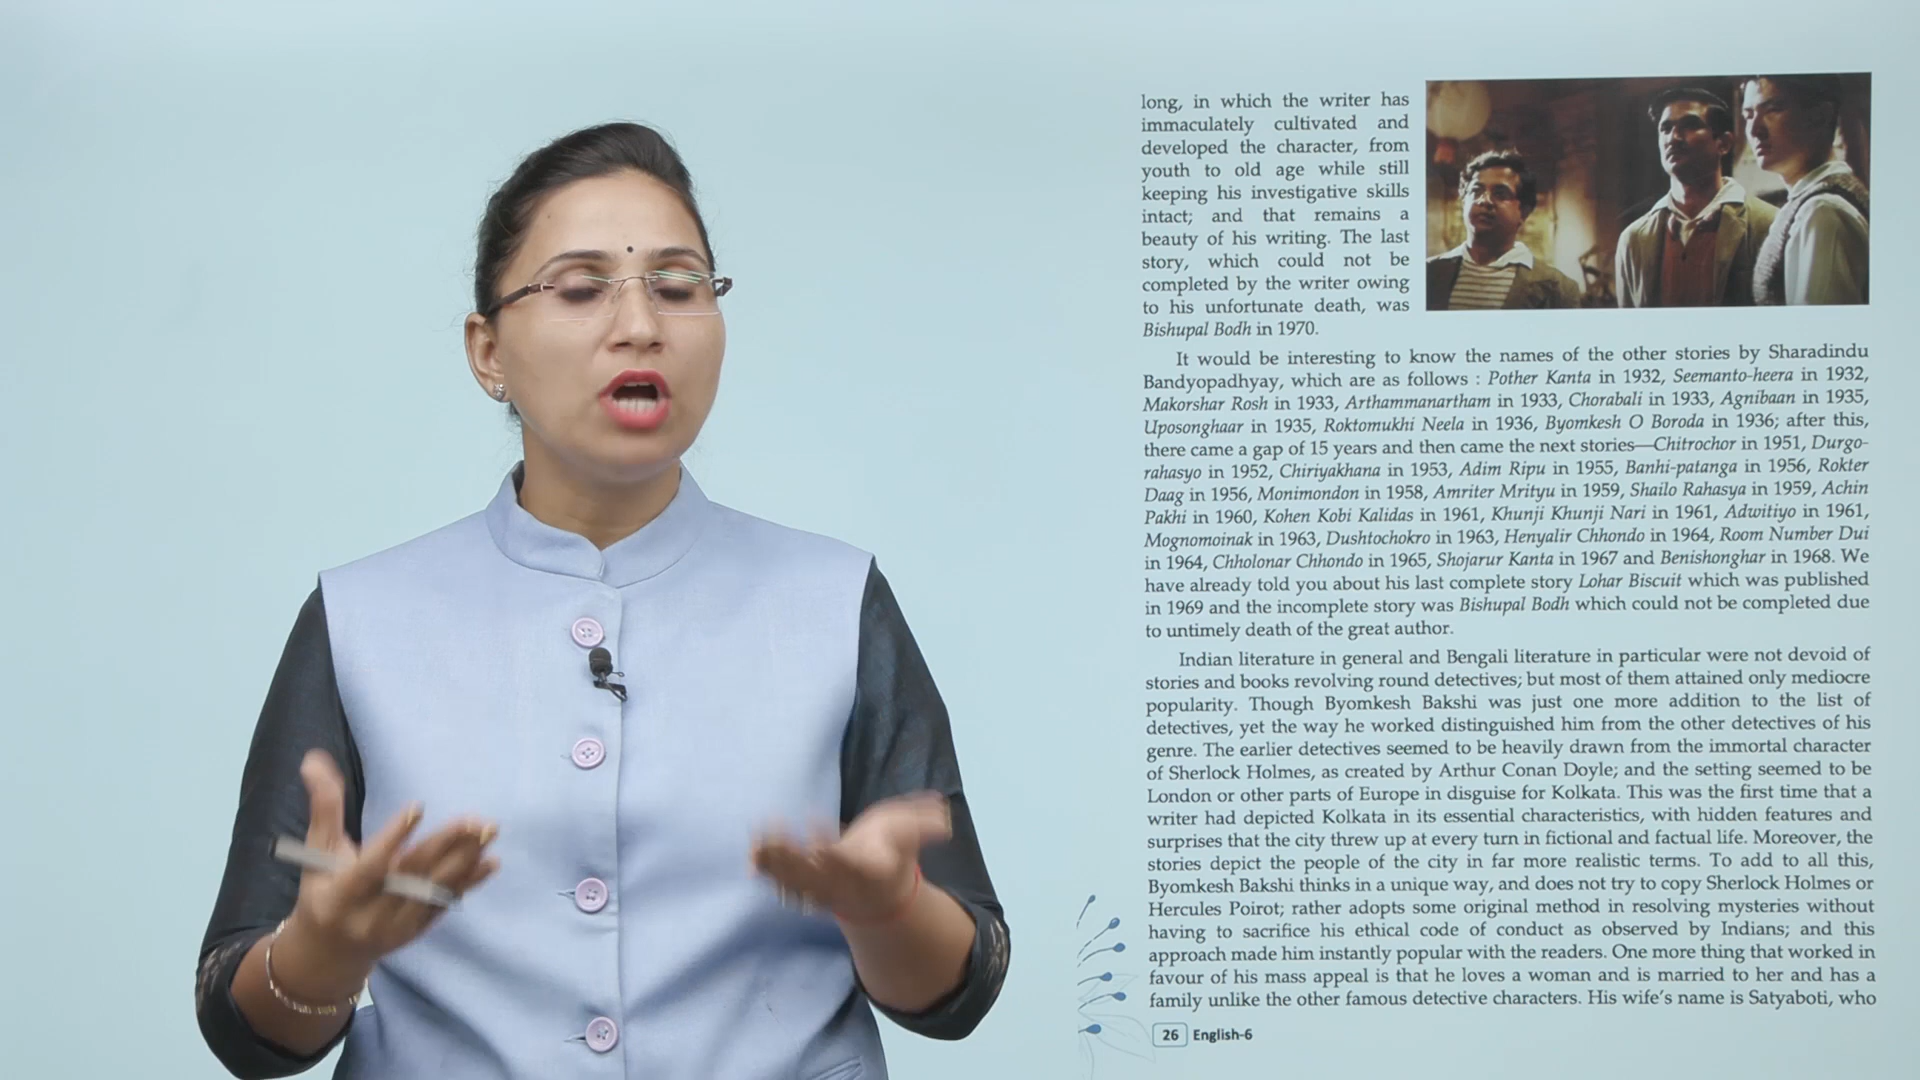 long, in which the writer has
immaculately cultivated and
developed the character, from
youth to old age while still
keeping his investigative skills
intact; and that remains a
beauty of his writing. The last
story, which could not be
completed by the writer owing
to his unfortunate death, was
Bishupal Bodh in 1970.
It would be interesting to know the names of the other stories by Sharadindu
Bandyopadhyay, which are as follows : Pother Kanta in 1932, Seemanto-heera in 1932,
Makorshar Rosh in 1933, Arthammanartham in 1933, Chorabali in 1933, Agnibaan in 1935,
Uposonghaar in 1935, Roktomukhi Neela in 1936, Byomkesh O Boroda in 1936; after this,
there came a gap of 15 years and then came the next stories—Chitrochor in 1951, Durgo-
rahasyo in 1952, Chiriyakhana in 1953, Adim Ripu in 1955, Banhi-patanga in 1956, Rokter
Daag in 1956, Monimondon in 1958, Amriter Mrityu in 1959, Shailo Rahasya in 1959, Achin
Pakhi in 1960, Kohen Kobi Kalidas in 1961, Khunji Khunji Nari in 1961, Adwitiyo in 1961,
Mognomoinak in 1963, Dushtochokro in 1963, Henyalir Chhondo in 1964, Room Number Dui
in 1964, Chholonar Chhondo in 1965, Shojarur Kanta in 1967 and Benishonghar in 1968. We
have already told you about his last complete story Lohar Biscuit which was published
in 1969 and the incomplete story was Bishupal Bodh which could not be completed due
to untimely death of the great author.
Indian literature in general and Bengali literature in particular were not devoid of
stories and books revolving round detectives; but most of them attained only mediocre
popularity. Though Byomkesh Bakshi was just one more addition to the list of
detectives, yet the way he worked distinguished him from the other detectives of his
genre. The earlier detectives seemed to be heavily drawn from the immortal character
of Sherlock Holmes, as created by Arthur Conan Doyle; and the setting seemed to be
London or other parts of Europe in disguise for Kolkata. This was the first time that a
writer had depicted Kolkata in its essential characteristics, with hidden features and
surprises that the city threw up at every turn in fictional and factual life. Moreover, the
stories depict the people of the city in far more realistic terms. To add to all this,
Byomkesh Bakshi thinks in a unique way, and does not try to copy Sherlock Holmes or
Hercules Poirot; rather adopts some original method in resolving mysteries without
having to sacrifice his ethical code of conduct as observed by Indians; and this
approach made him instantly popular with the readers. One more thing that worked in
favour of his mass appeal is that he loves a woman and is married to her and has a
family unlike the other famous detective characters. His wife's name is Satyaboti, who
26 English-6